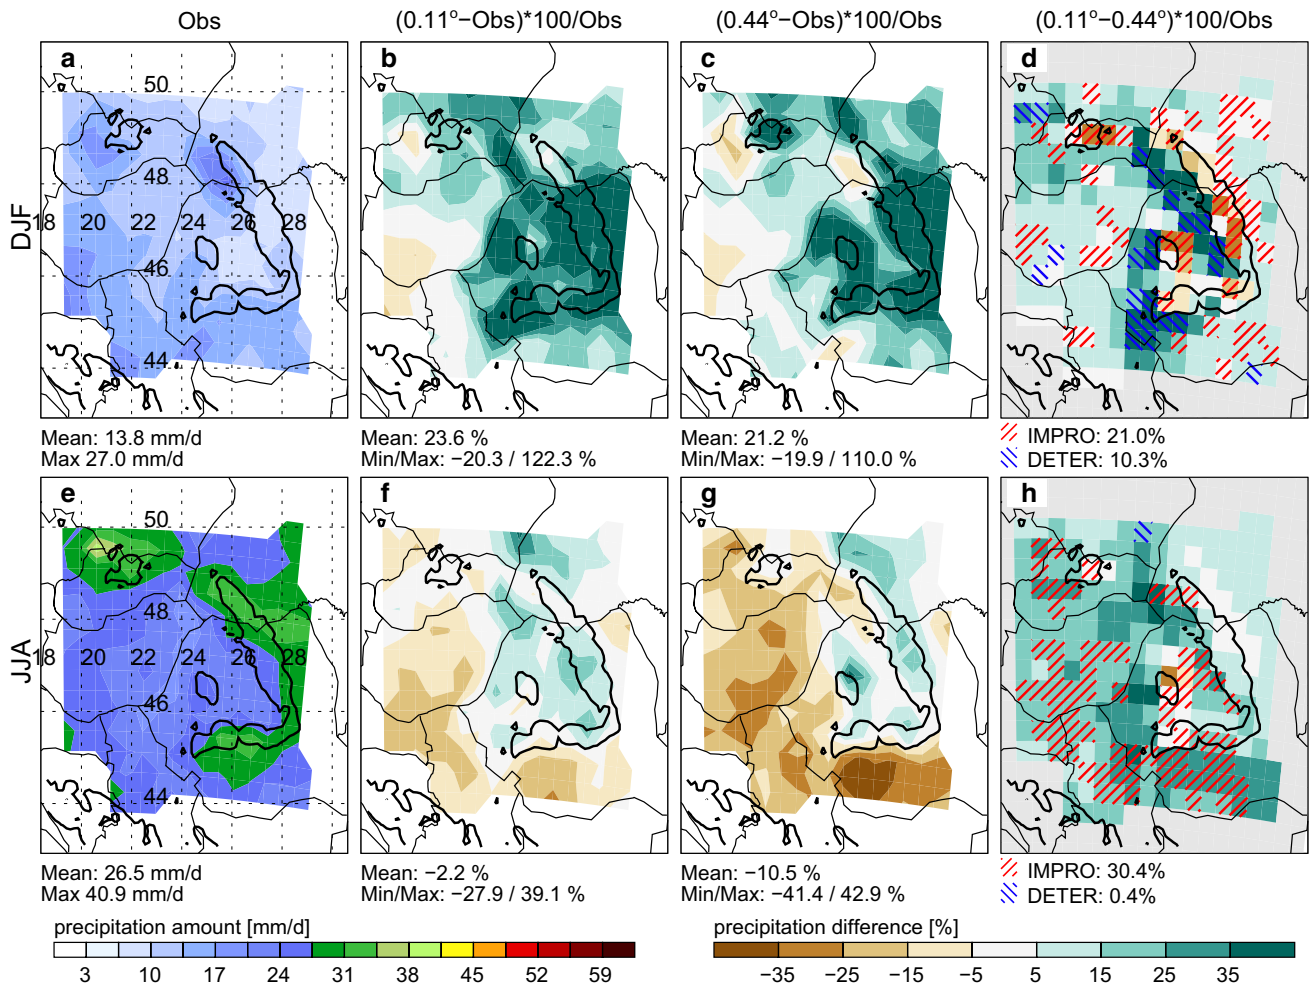 Obs
(0.11°−Obs)*100/Obs
(0.44°−Obs)*100/Obs
(0.11°−0.44°)*100/Obs
DJF
a
50
48
18 20 22 24 26 28
46
44
b
c
d
Mean: 13.8 mm/d
Max 27.0 mm/d
Mean: 23.6 %
Min/Max: −20.3 / 122.3 %
Mean: 21.2 %
Min/Max: −19.9 / 110.0 %
IMPRO: 21.0%
DETER: 10.3%
JJA
e
50
48
18 20 22 24 26 28
46
44
f
g
h
Mean: 26.5 mm/d
Max 40.9 mm/d
Mean: −2.2 %
Min/Max: −27.9 / 39.1 %
Mean: −10.5 %
Min/Max: −41.4 / 42.9 %
IMPRO: 30.4%
DETER: 0.4%
precipitation amount [mm/d]
3 10 17 24 31 38 45 52 59
precipitation difference [%]
−35 −25 −15 −5 5 15 25 35